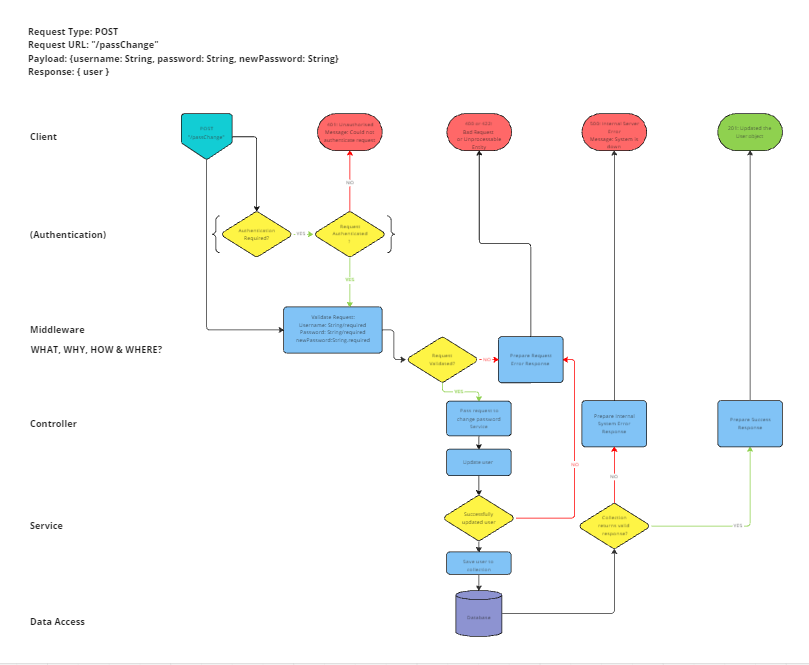 Request Type: POST
Request URL: "/passChange"
Payload: {username: String, password: String, newPassword: String}
Response: { user }
Client
POST
"/passChange"
401: Unauthorised
Message: Could not
Authenticate request
400 or 422:
Bad Request
or Unprocessable
Entity
500: Internal Server
Error
Message: System is
down
201: Updated the
User object
NO
(Authentication)
Authentication
Required?
YES
Request
Authenticated
?
YES
Middleware
WHAT, WHY, HOW & WHERE?
Validate Request:
Username: String/required
Password: String/required
newPassword:String required
Request
Validated?
NO
Prepare Request
Error Response
YES
Controller
Pass request to
change password
Service
Prepare Internal
System Error
Response
Prepare Success
Response
Update user
NO
NO
Service
Successfully
updated user
Collection
returns valid
response?
YES
Save user to
collection
Data Access
Database